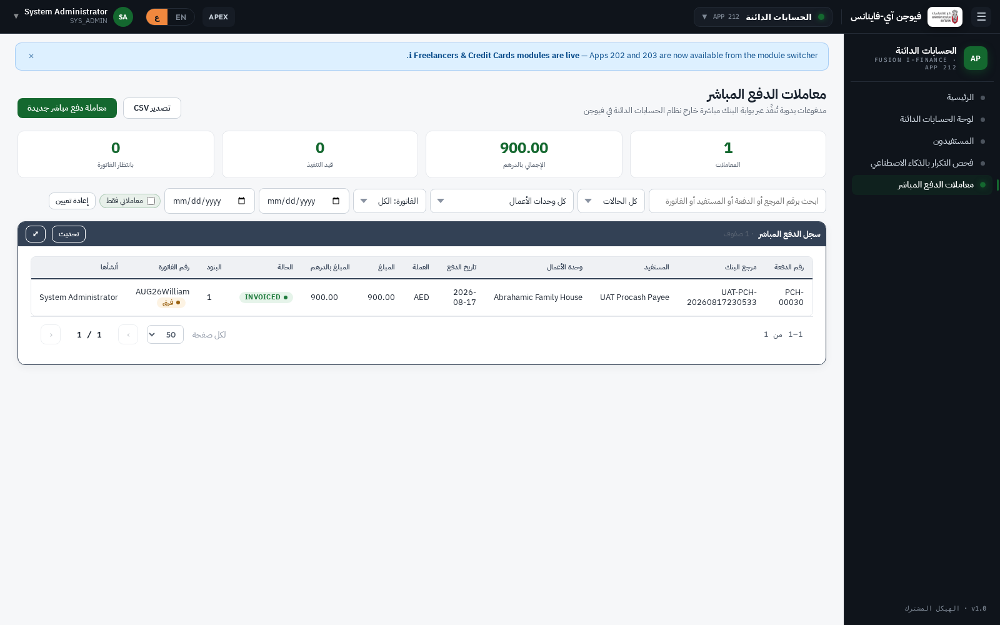 ☰
فيوجن آي-فاينانس
الحسابات الدائنة APP 212 ▼
APEX
EN ع
SA
System Administrator ▼
SYS_ADMIN
AP
الحسابات الدائنة
FUSION I-FINANCE ·
APP 212
الرئيسية
لوحة الحسابات الدائنة
المستفيدون
فحص التكرار بالذكاء الاصطناعي
معاملات الدفع المباشر
v1.0 · الهيكل المشترك
.ℹ Freelancers & Credit Cards modules are live — Apps 202 and 203 are now available from the module switcher
×
معاملات الدفع المباشر
مدفوعات يدوية تُنفَّذ عبر بوابة البنك مباشرة خارج نظام الحسابات الدائنة في فيوجن
تصدير CSV
معاملة دفع مباشر جديدة
1
المعاملات
900.00
الإجمالي بالدرهم
0
قيد التنفيذ
0
بانتظار الفاتورة
ابحث برقم المرجع أو الدفعة أو المستفيد أو الفاتورة
كل الحالات
كل وحدات الأعمال
الفاتورة: الكل
mm/dd/yyyy
mm/dd/yyyy
معاملاتي فقط
إعادة تعيين
سجل الدفع المباشر · 1 صفوف
تحديث
⤢
رقم الدفعة مرجع البنك المستفيد وحدة الأعمال تاريخ الدفع العملة المبلغ المبلغ بالدرهم الحالة البنود رقم الفاتورة أنشأها
PCH-
00030
UAT-PCH-
20260817230533
UAT Procash Payee
Abrahamic Family House
2026-
08-17
AED
900.00
900.00
INVOICED
1
AUG26William
فرق
System Administrator
1–1 من 1
لكل صفحة 50
› 1 / 1 ‹